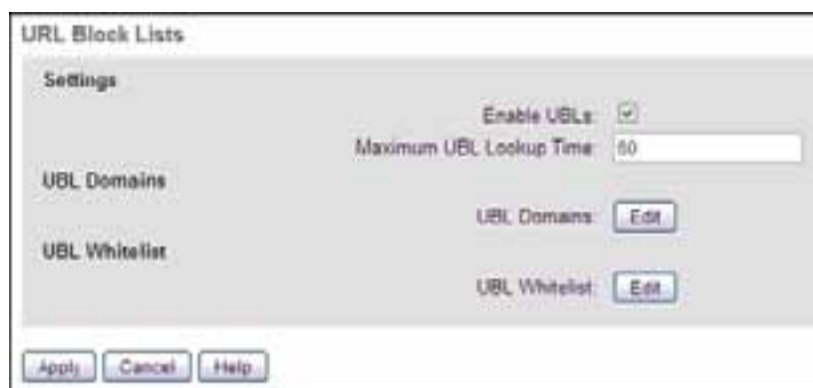 URL Block Lists
Settings
Enable UBLs
Maximum UBL Lookup Time 60
UBL Domains
UBL Domains Edit
UBL Whitelist
UBL Whitelist Edit
Apply Cancel Help